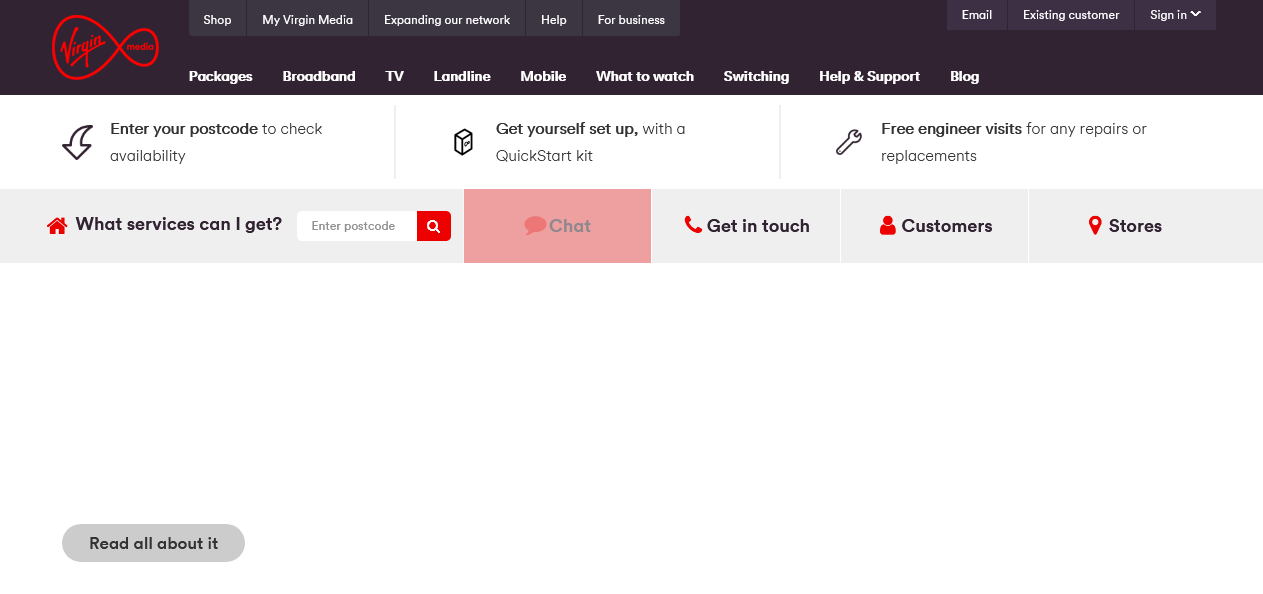 Shop
My Virgin Media
Expanding our network
Help
For business
Email
Existing customer
Sign in
Virgin media
Packages
Broadband
TV
Landline
Mobile
What to watch
Switching
Help & Support
Blog
Enter your postcode to check
availability
Get yourself set up, with a
QuickStart kit
Free engineer visits for any repairs or
replacements
What services can I get?
Enter postcode
Chat
Get in touch
Customers
Stores
Read all about it